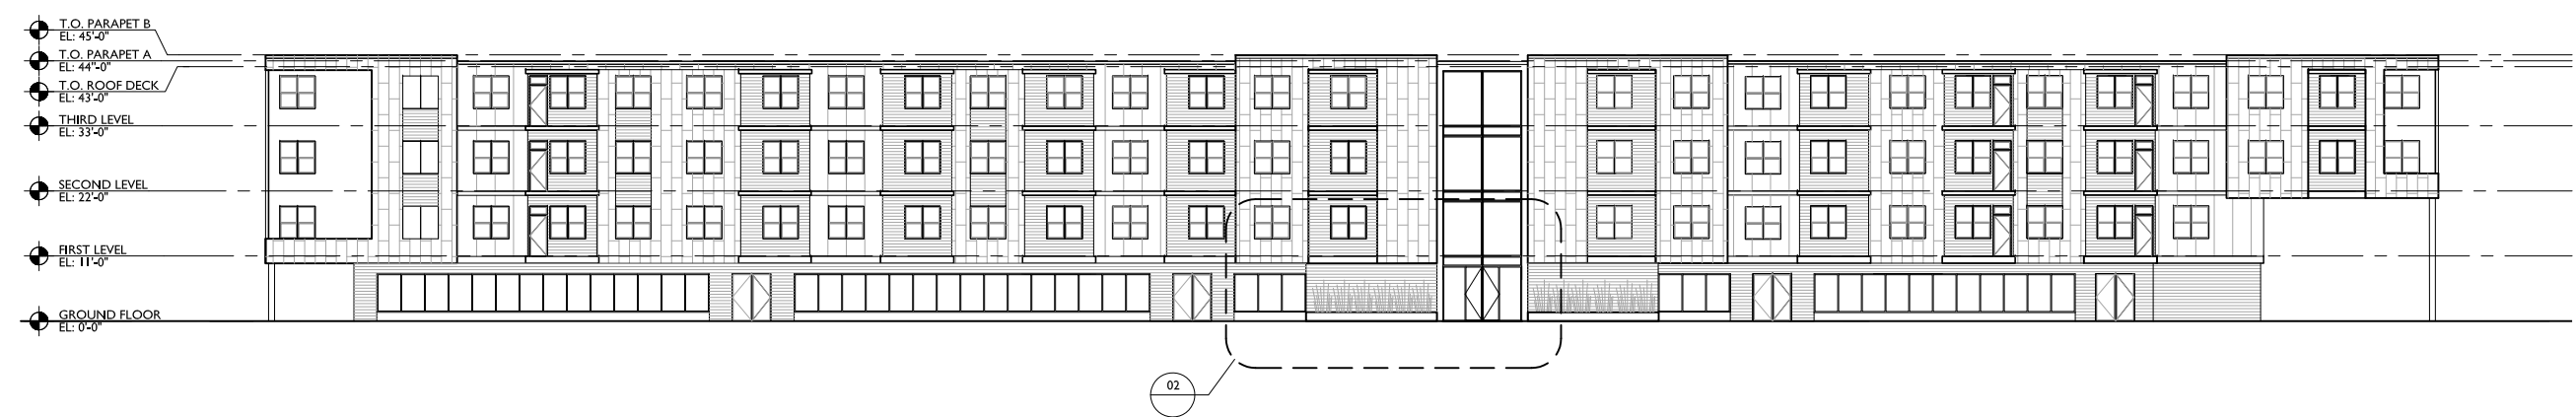 T.O. PARAPET B
EL: 45'-0"
T.O. PARAPET A
EL: 44"-0"
T.O. ROOF DECK
EL: 43'-0"
THIRD LEVEL
EL: 33'-0"
SECOND LEVEL
EL: 22'-0"
FIRST LEVEL
EL: 11'-0"
GROUND FLOOR
EL: 0'-0"
02